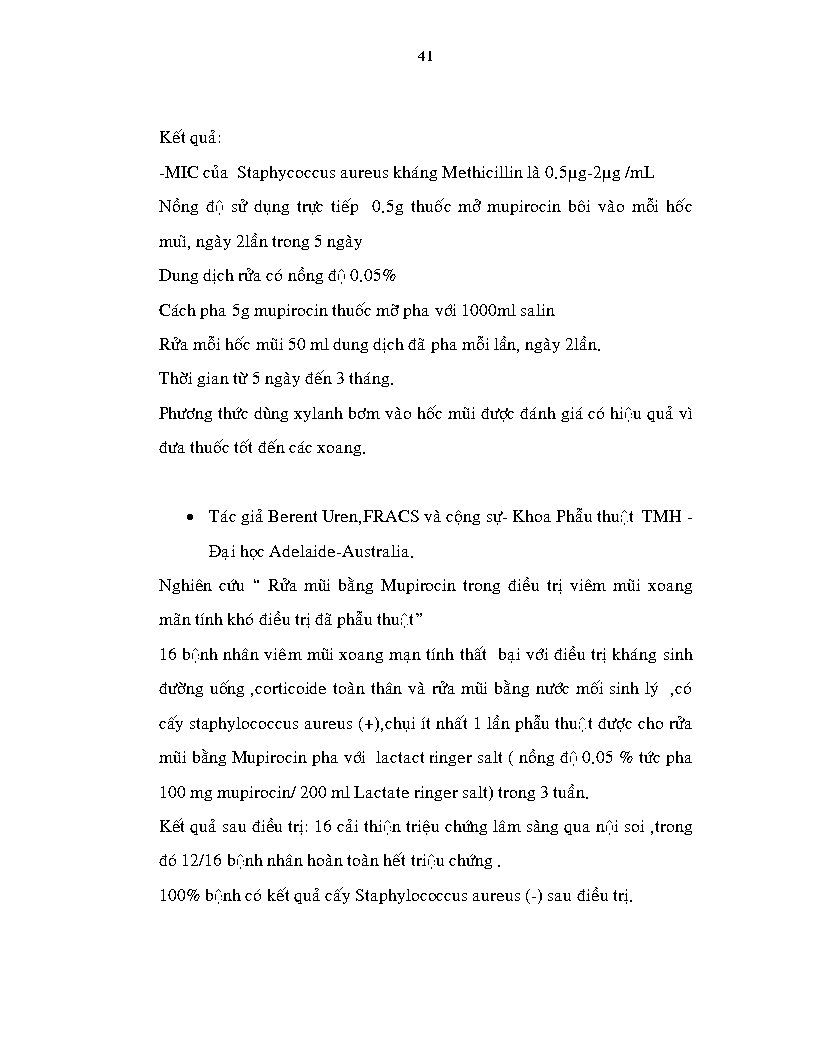 41
Kết quả:
-MIC của Staphycoccus aureus kháng Methicillin là 0.5µg-2µg /mL
Nồng độ sử dụng trực tiếp 0.5g thuốc mỡ mupirocin bôi vào mỗi hốc
muĩ, ngày 2lần trong 5 ngày
Dung dịch rửa có nồng độ 0.05%
Cách pha 5g mupirocin thuốc mỡ pha với 1000ml salin
Rửa mỗi hốc mũi 50 ml dung dịch đã pha mỗi lần, ngày 2lần.
Thời gian từ 5 ngày đến 3 tháng.
Phương thức dùng xylanh bơm vào hốc mũi được đánh giá có hiệu quả vì
đưa thuốc tốt đến các xoang.
• Tác giả Berent Uren,FRACS và cộng sự- Khoa Phẫu thuật TMH -
Đại học Adelaide-Australia.
Nghiên cứu “ Rửa mũi bằng Mupirocin trong điều trị viêm mũi xoang
mãn tính khó điều trị đã phẫu thuật”
16 bệnh nhân viêm mũi xoang mạn tính thất bại với điều trị kháng sinh
đường uống ,corticoide toàn thân và rửa mũi bằng nước mối sinh lý ,có
cấy staphylococcus aureus (+),chụi ít nhất 1 lần phẫu thuật được cho rửa
mũi bằng Mupirocin pha với lactact ringer salt ( nồng độ 0.05 % tức pha
100 mg mupirocin/ 200 ml Lactate ringer salt) trong 3 tuần.
Kết quả sau điều trị: 16 cải thiện triệu chứng lâm sàng qua nội soi ,trong
đó 12/16 bệnh nhân hoàn toàn hết triệu chứng .
100% bệnh có kết quả cấy Staphylococcus aureus (-) sau điều trị.